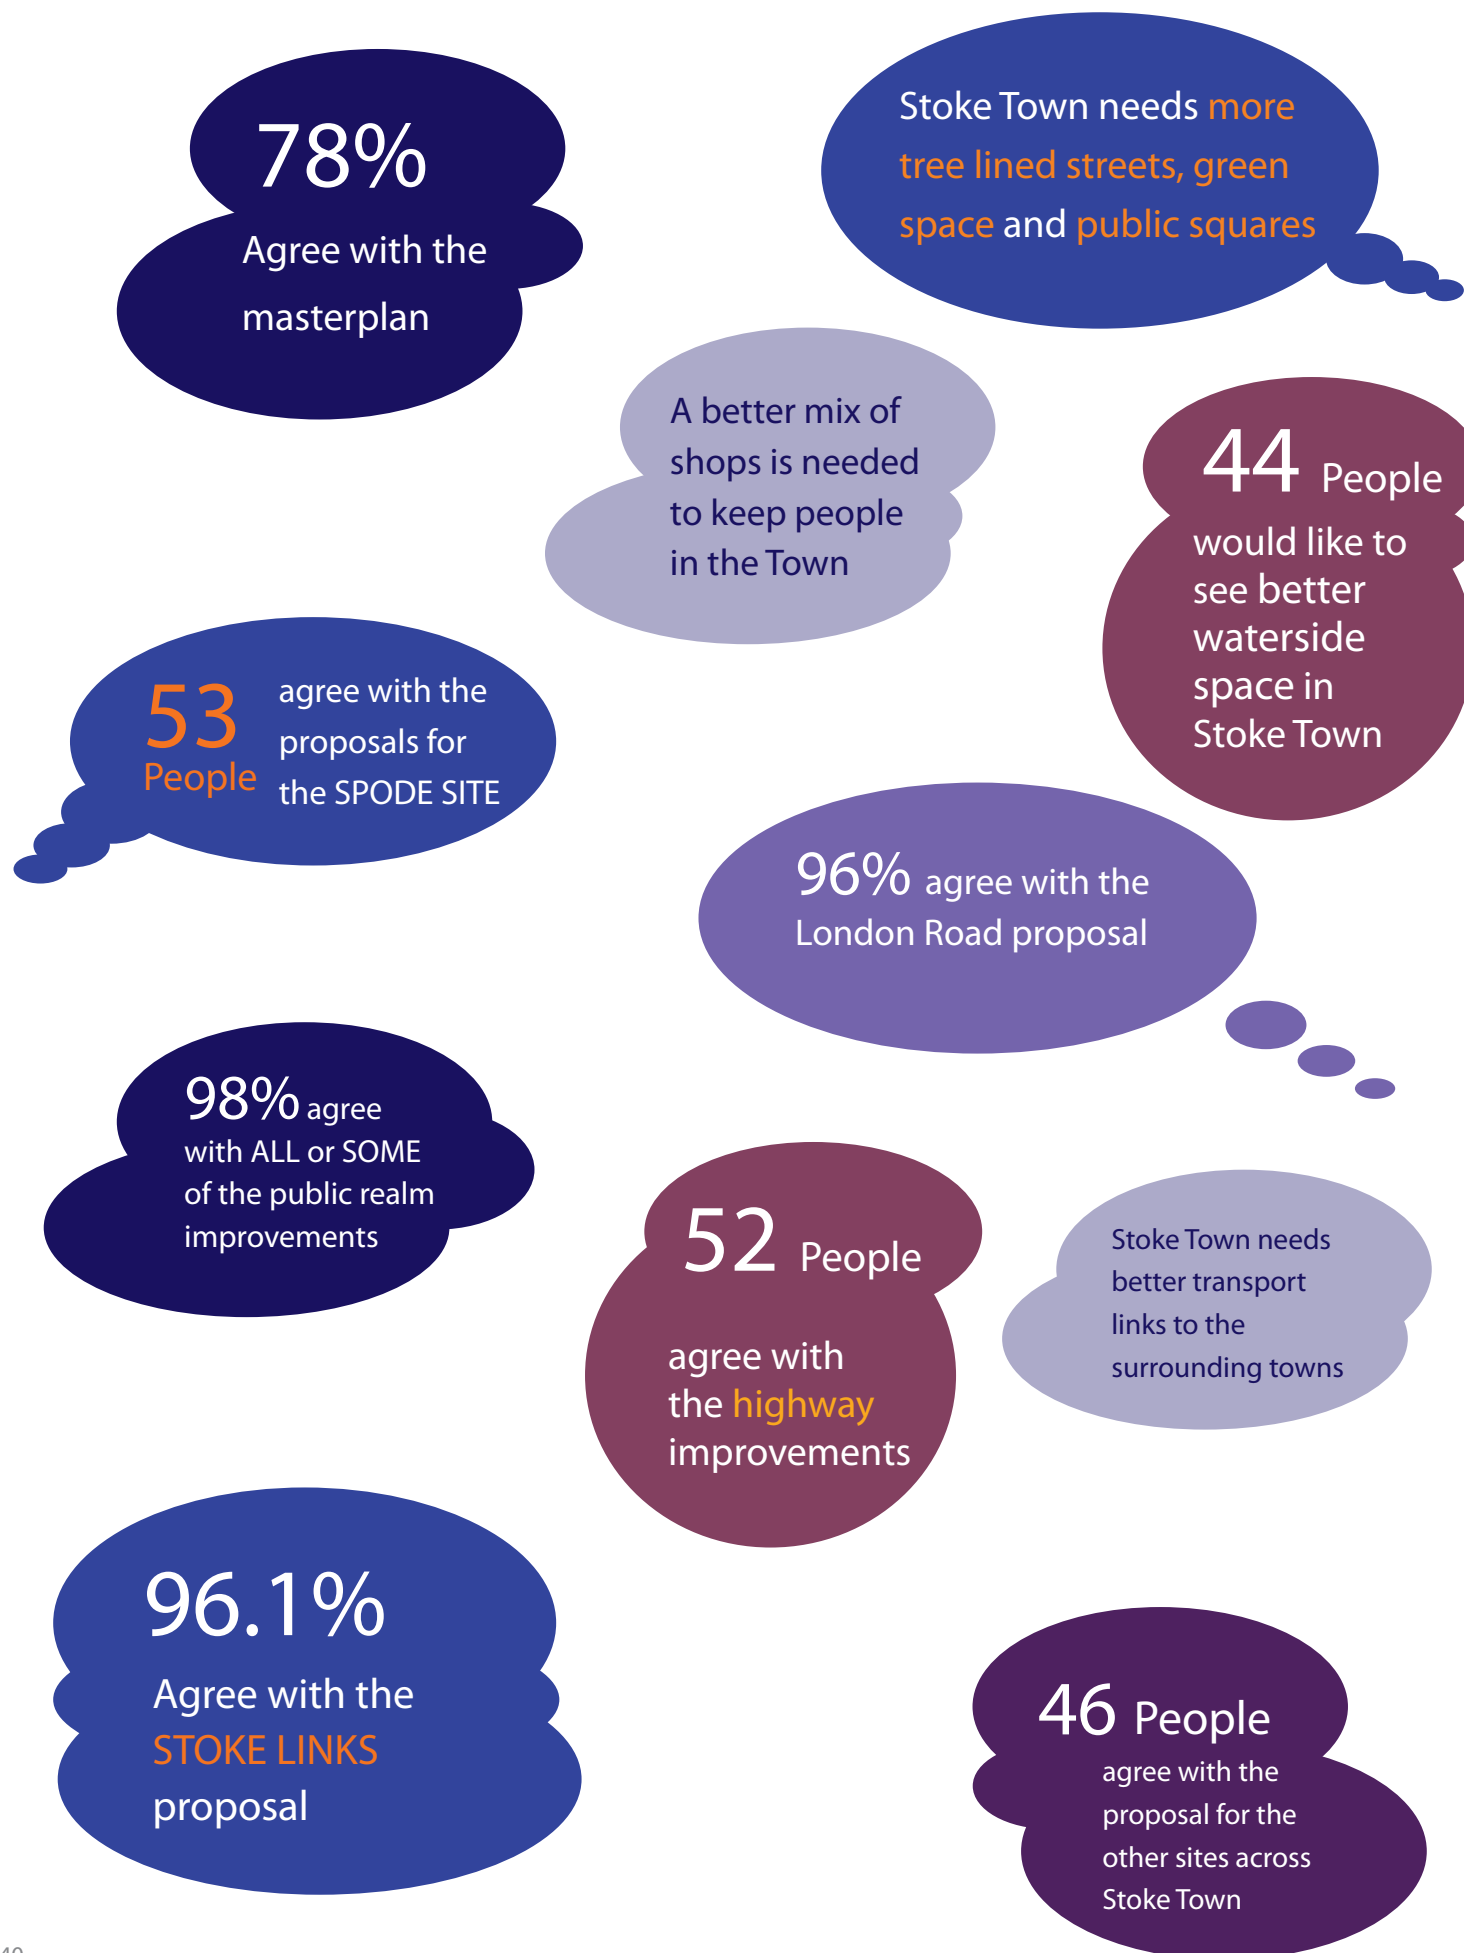 78%
Agree with the
masterplan
Stoke Town needs more
tree lined streets, green
space and public squares
A better mix of
shops is needed
to keep people
in the Town
44 People
would like to
see better
waterside
space in
Stoke Town
53
People
agree with the
proposals for
the SPODE SITE
96% agree with the
London Road proposal
98% agree
with ALL or SOME
of the public realm
improvements
52 People
agree with
the highway
improvements
Stoke Town needs
better transport
links to the
surrounding towns
96.1%
Agree with the
STOKE LINKS
proposal
46 People
agree with the
proposal for the
other sites across
Stoke Town